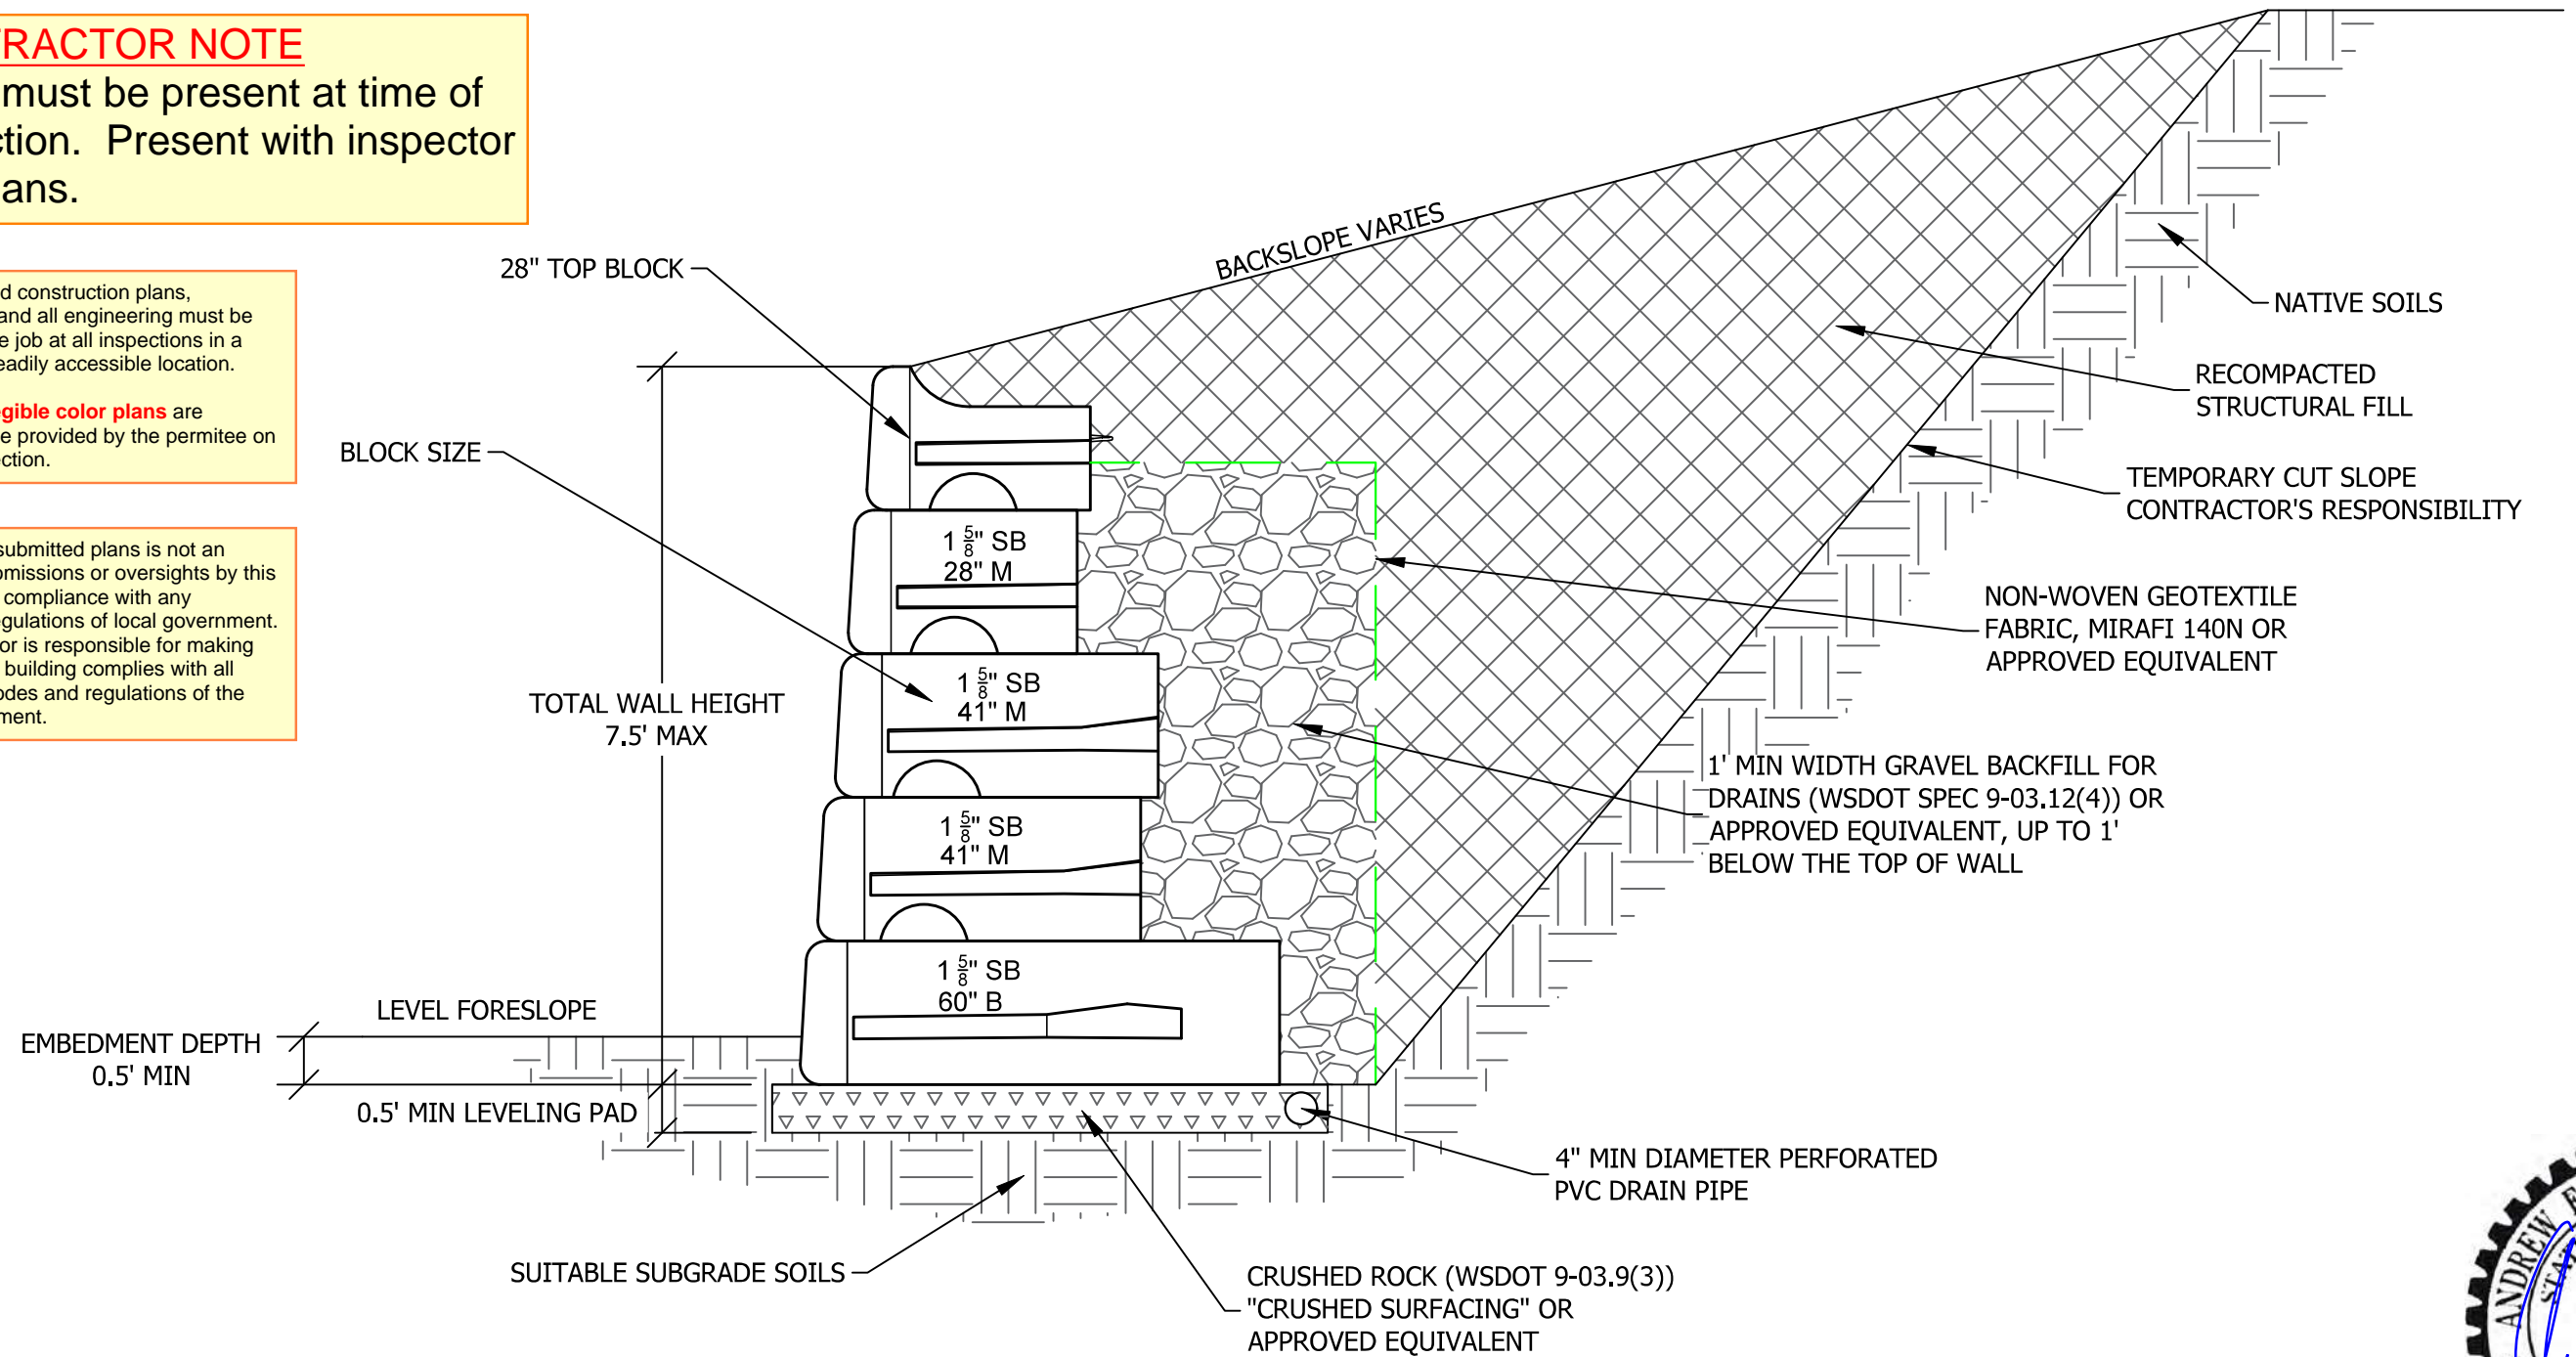 TRACTOR NOTE
must be present at time of
ction. Present with inspector
lans.
d construction plans,
and all engineering must be
e job at all inspections in a
eadily accessible location.
gible color plans are
e provided by the permitee on
ection.
submitted plans is not an
omissions or oversights by this
compliance with any
egulations of local government.
or is responsible for making
building complies with all
odes and regulations of the
ment.
BACKSLOPE VARIES
28" TOP BLOCK
BLOCK SIZE
1 5/8" SB
28" M
1 5/8" SB
41" M
1 5/8" SB
41" M
1 5/8" SB
60" B
TOTAL WALL HEIGHT
7.5' MAX
LEVEL FORESLOPE
EMBEDMENT DEPTH
0.5' MIN
0.5' MIN LEVELING PAD
SUITABLE SUBGRADE SOILS
NATIVE SOILS
RECOMPACTED
STRUCTURAL FILL
TEMPORARY CUT SLOPE
CONTRACTOR'S RESPONSIBILITY
NON-WOVEN GEOTEXTILE
FABRIC, MIRAFI 140N OR
APPROVED EQUIVALENT
1' MIN WIDTH GRAVEL BACKFILL FOR
DRAINS (WSDOT SPEC 9-03.12(4)) OR
APPROVED EQUIVALENT, UP TO 1'
BELOW THE TOP OF WALL
4" MIN DIAMETER PERFORATED
PVC DRAIN PIPE
CRUSHED ROCK (WSDOT 9-03.9(3))
"CRUSHED SURFACING" OR
APPROVED EQUIVALENT
ANDREW